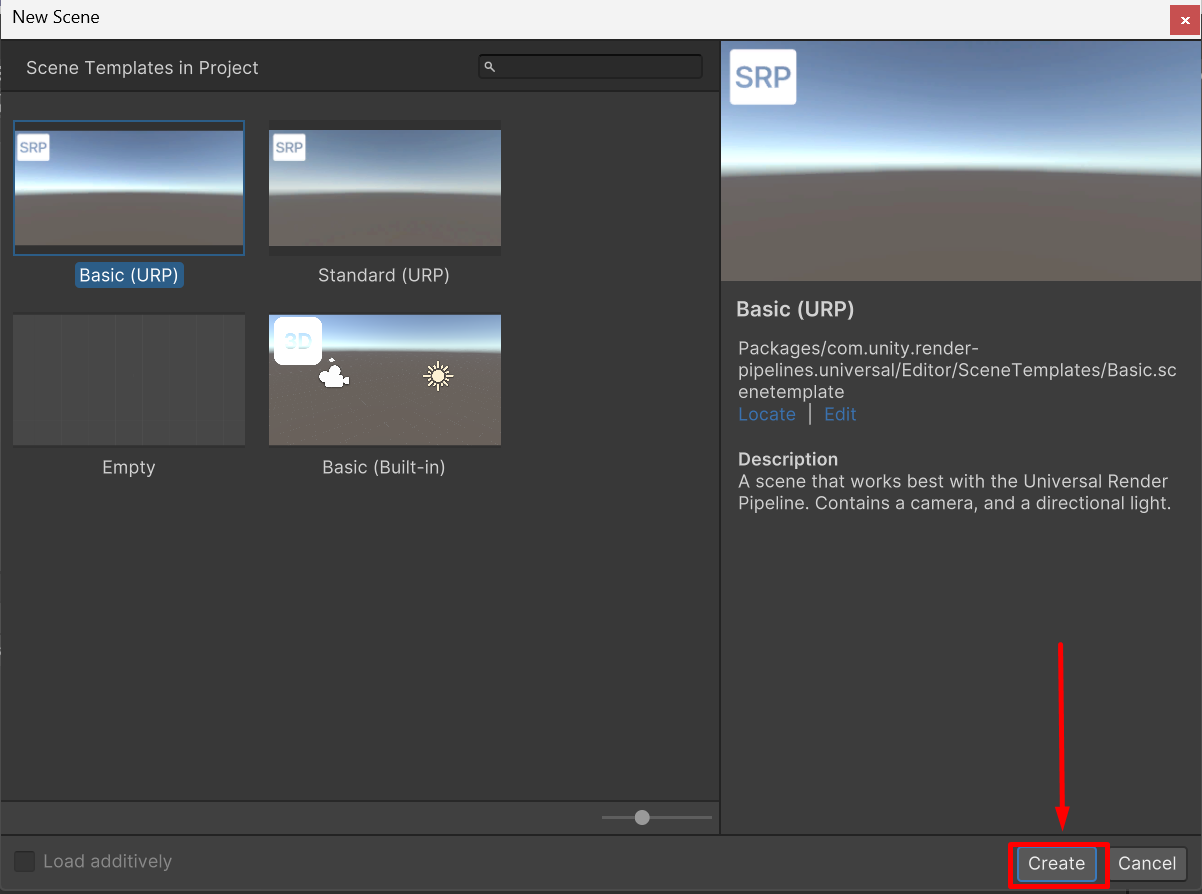 New Scene
Scene Templates in Project
SRP
SRP
Basic (URP)
Standard (URP)
3D
Empty
Basic (Built-in)
SRP
Basic (URP)
Packages/com.unity.render-
pipelines.universal/Editor/SceneTemplates/Basic.sc
enetemplate
Locate | Edit
Description
A scene that works best with the Universal Render
Pipeline. Contains a camera, and a directional light.
Load additively
Create
Cancel